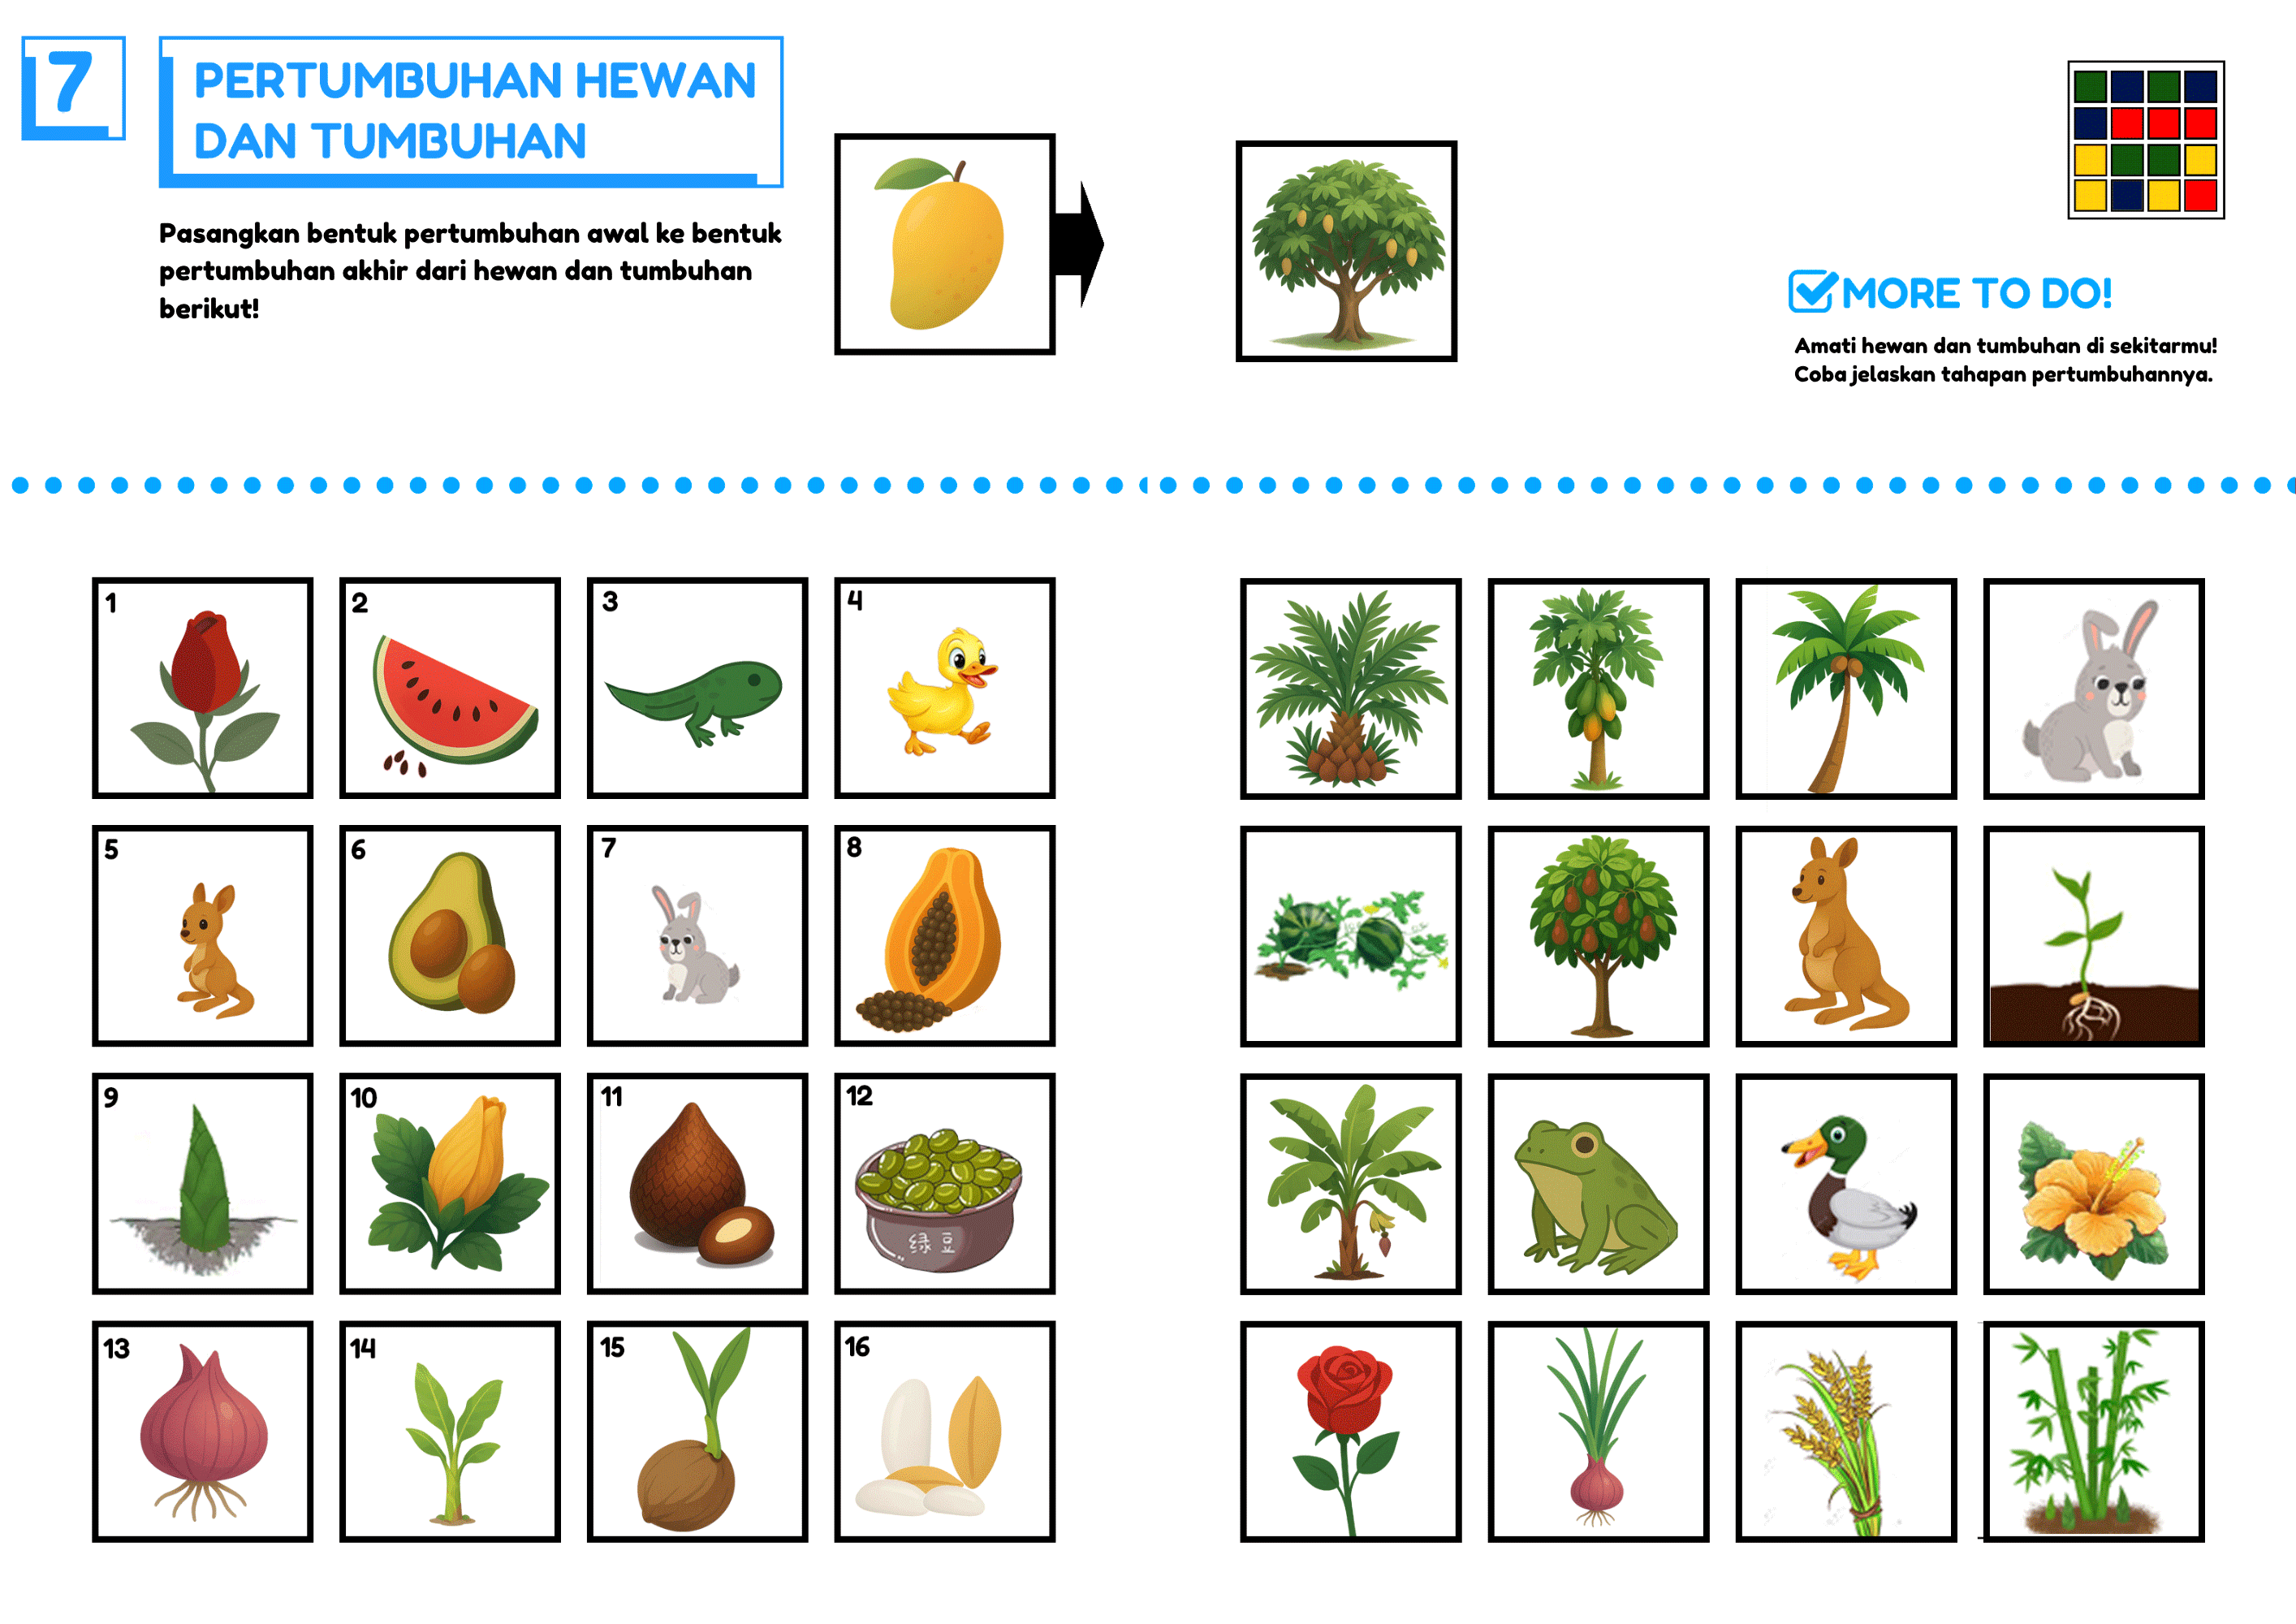 7
PERTUMBUHAN HEWAN
DAN TUMBUHAN
Pasangkan bentuk pertumbuhan awal ke bentuk
pertumbuhan akhir dari hewan dan tumbuhan
berikut!
MORE TO DO!
Amati hewan dan tumbuhan di sekitarmu!
Coba jelaskan tahapan pertumbuhannya.
1
2
3
4
5
6
7
8
9
10
11
12
绿豆
13
14
15
16